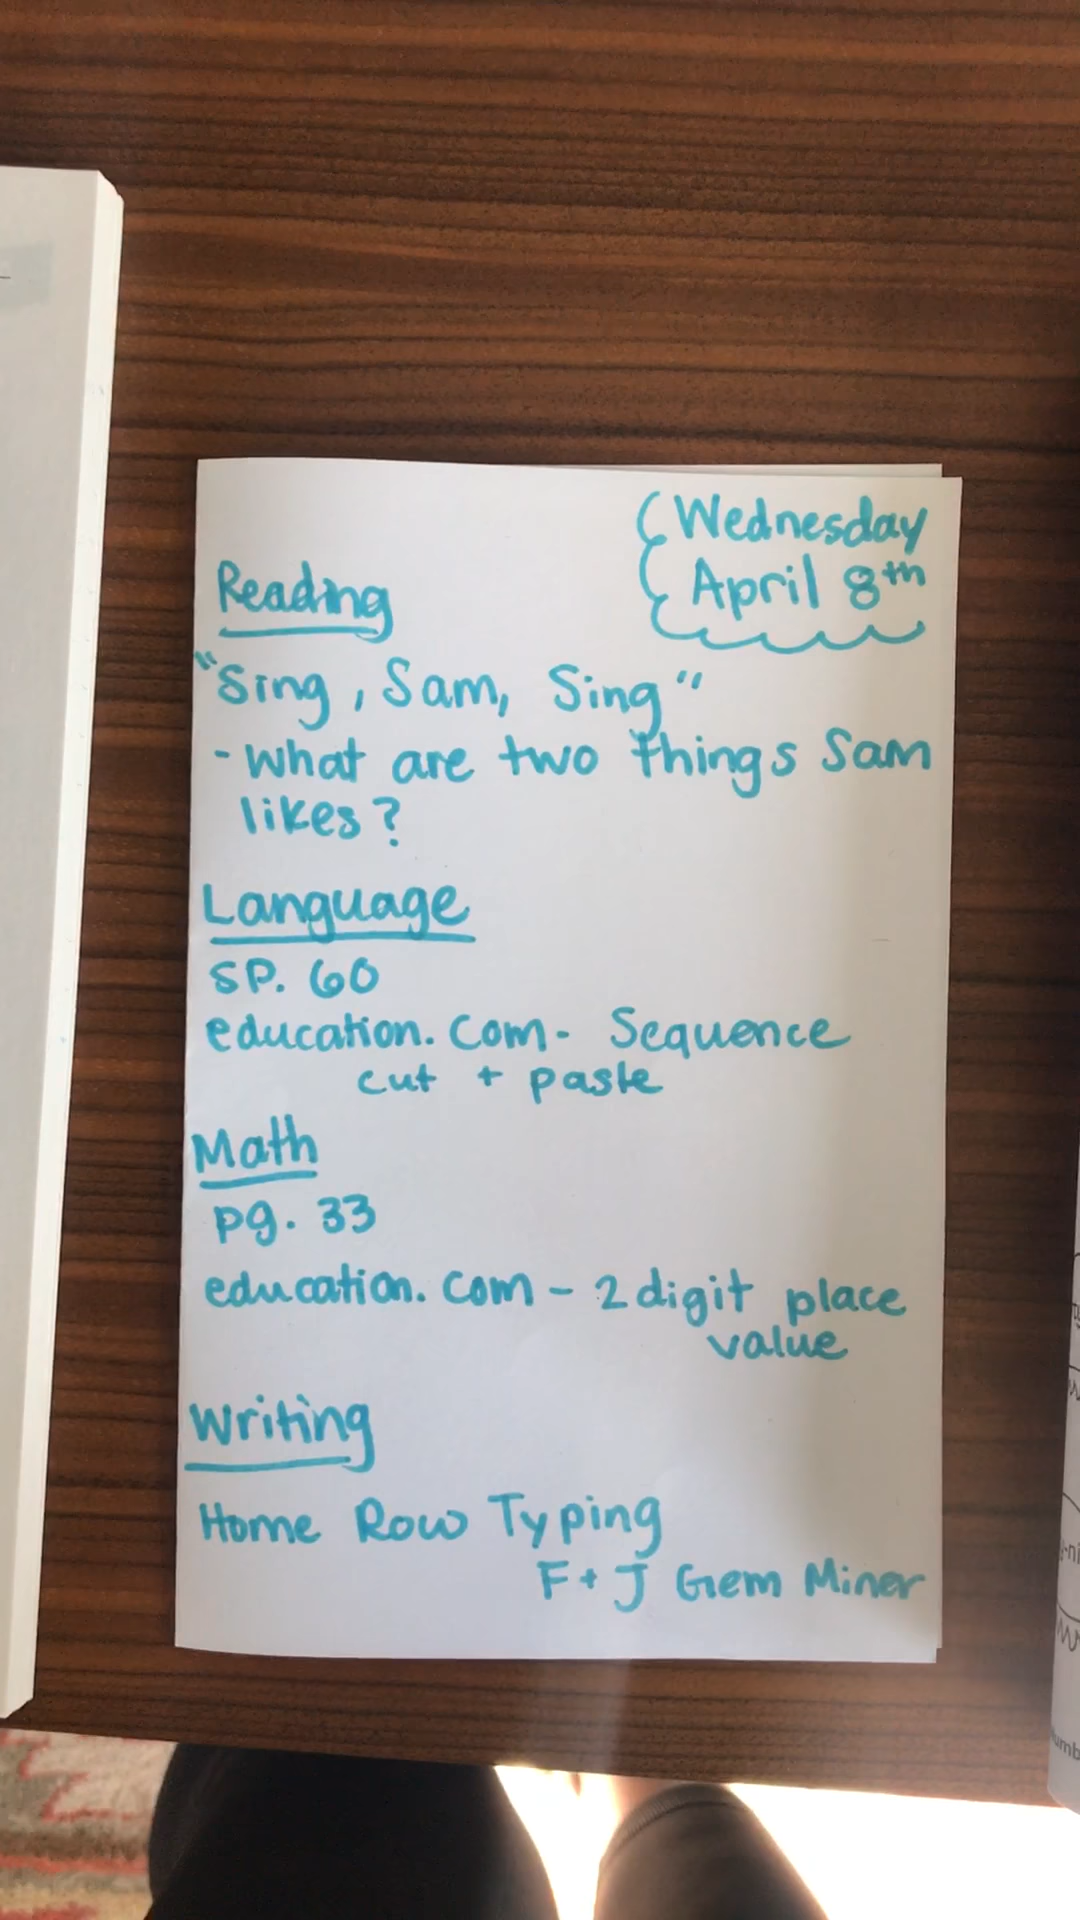 Wednesday
April 8th
Reading
"Sing, Sam, Sing"
- What are two things Sam
likes?
Language
SP. 60
education.com - Sequence
cut + paste
Math
pg. 33
education.com - 2 digit place
value
Writing
Home Row Typing
F + J Gem Miner